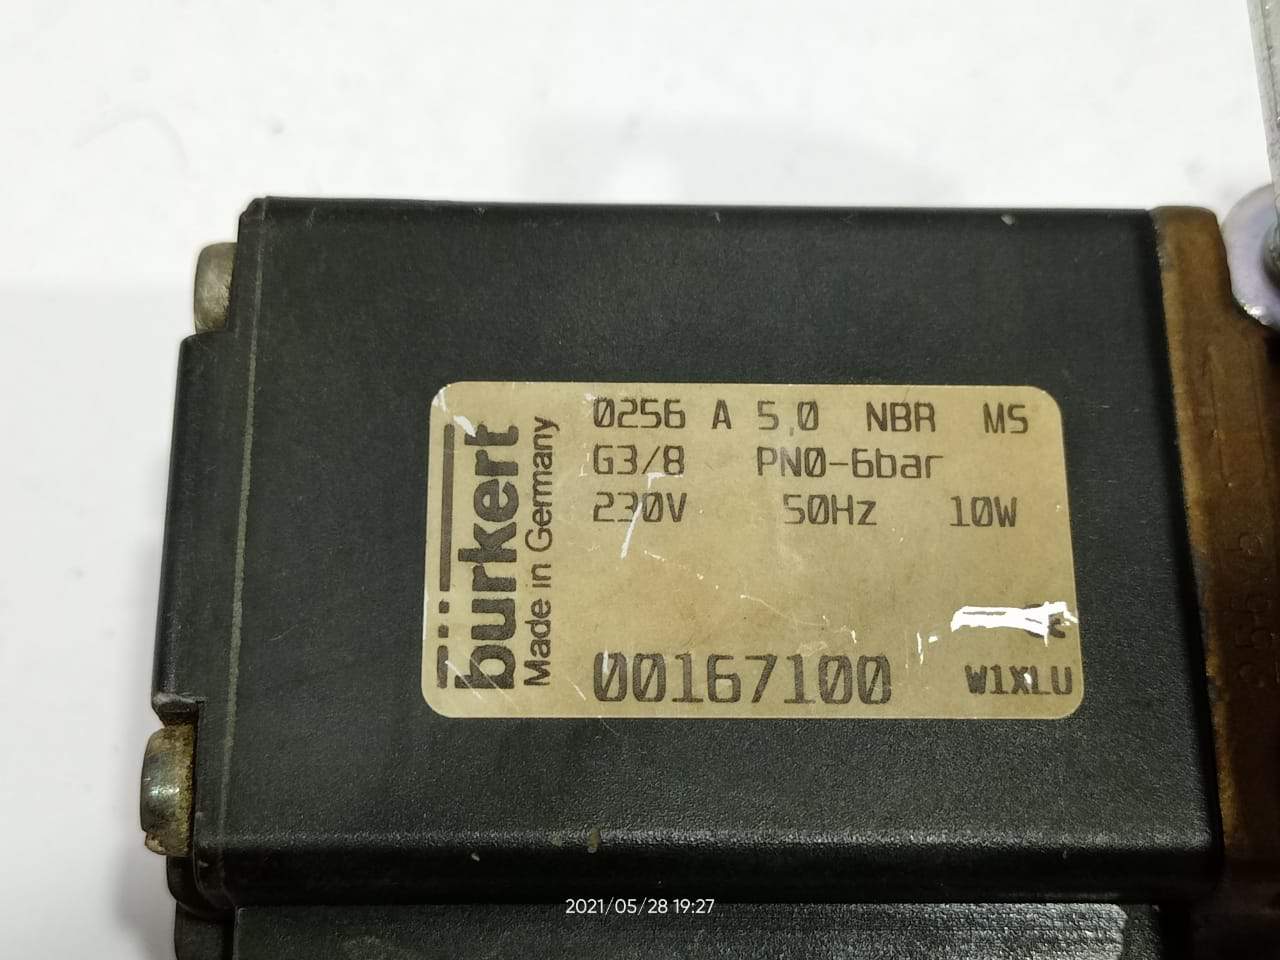 burkert
Made in Germany
0256 A 5,0 NBR MS
G3/8 PN0-6bar
230V 50Hz 10W
00167100
W1XLU
2021/05/28 19:27